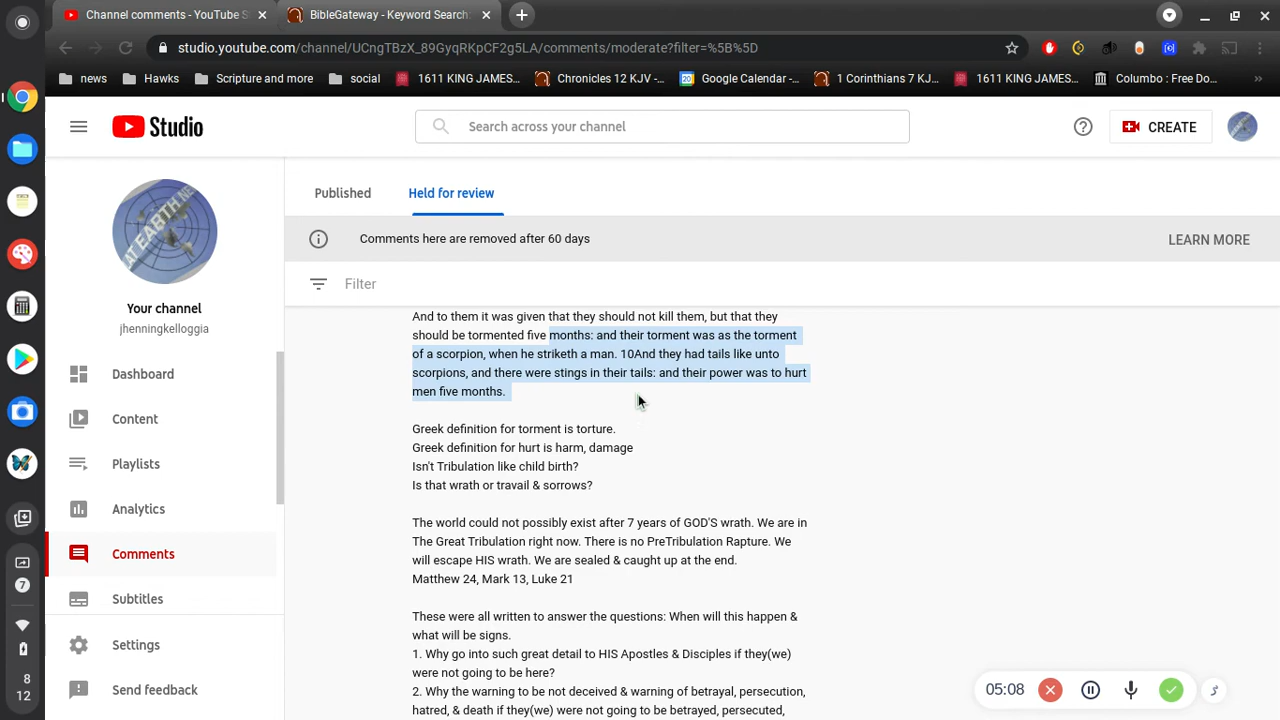 Channel comments - YouTube S
BibleGateway - Keyword Search:
studio.youtube.com/channel/UCngTBzX_89GyqRKpCF2g5LA/comments/moderate?filter=%5B%5D
news
Hawks
Scripture and more
social
1611 KING JAMES...
Chronicles 12 KJV -...
20
Google Calendar -...
1 Corinthians 7 KJV...
1611 KING JAMES...
Columbo : Free Do...
»
Studio
Search across your channel
CREATE
AT EARTH.NE
Your channel
jhenningkelloggia
Dashboard
Content
Playlists
Analytics
Comments
Subtitles
Settings
Send feedback
Published
Held for review
Comments here are removed after 60 days
LEARN MORE
Filter
And to them it was given that they should not kill them, but that they
should be tormented five months: and their torment was as the torment
of a scorpion, when he striketh a man. 10And they had tails like unto
scorpions, and there were stings in their tails: and their power was to hurt
men five months.
Greek definition for torment is torture.
Greek definition for hurt is harm, damage
Isn't Tribulation like child birth?
Is that wrath or travail & sorrows?
The world could not possibly exist after 7 years of GOD'S wrath. We are in
The Great Tribulation right now. There is no PreTribulation Rapture. We
will escape HIS wrath. We are sealed & caught up at the end.
Matthew 24, Mark 13, Luke 21
These were all written to answer the questions: When will this happen &
what will be signs.
1. Why go into such great detail to HIS Apostles & Disciples if they(we)
were not going to be here?
2. Why the warning to be not deceived & warning of betrayal, persecution,
hatred, & death if they(we) were not going to be betrayed, persecuted,
05:08
7
8
12